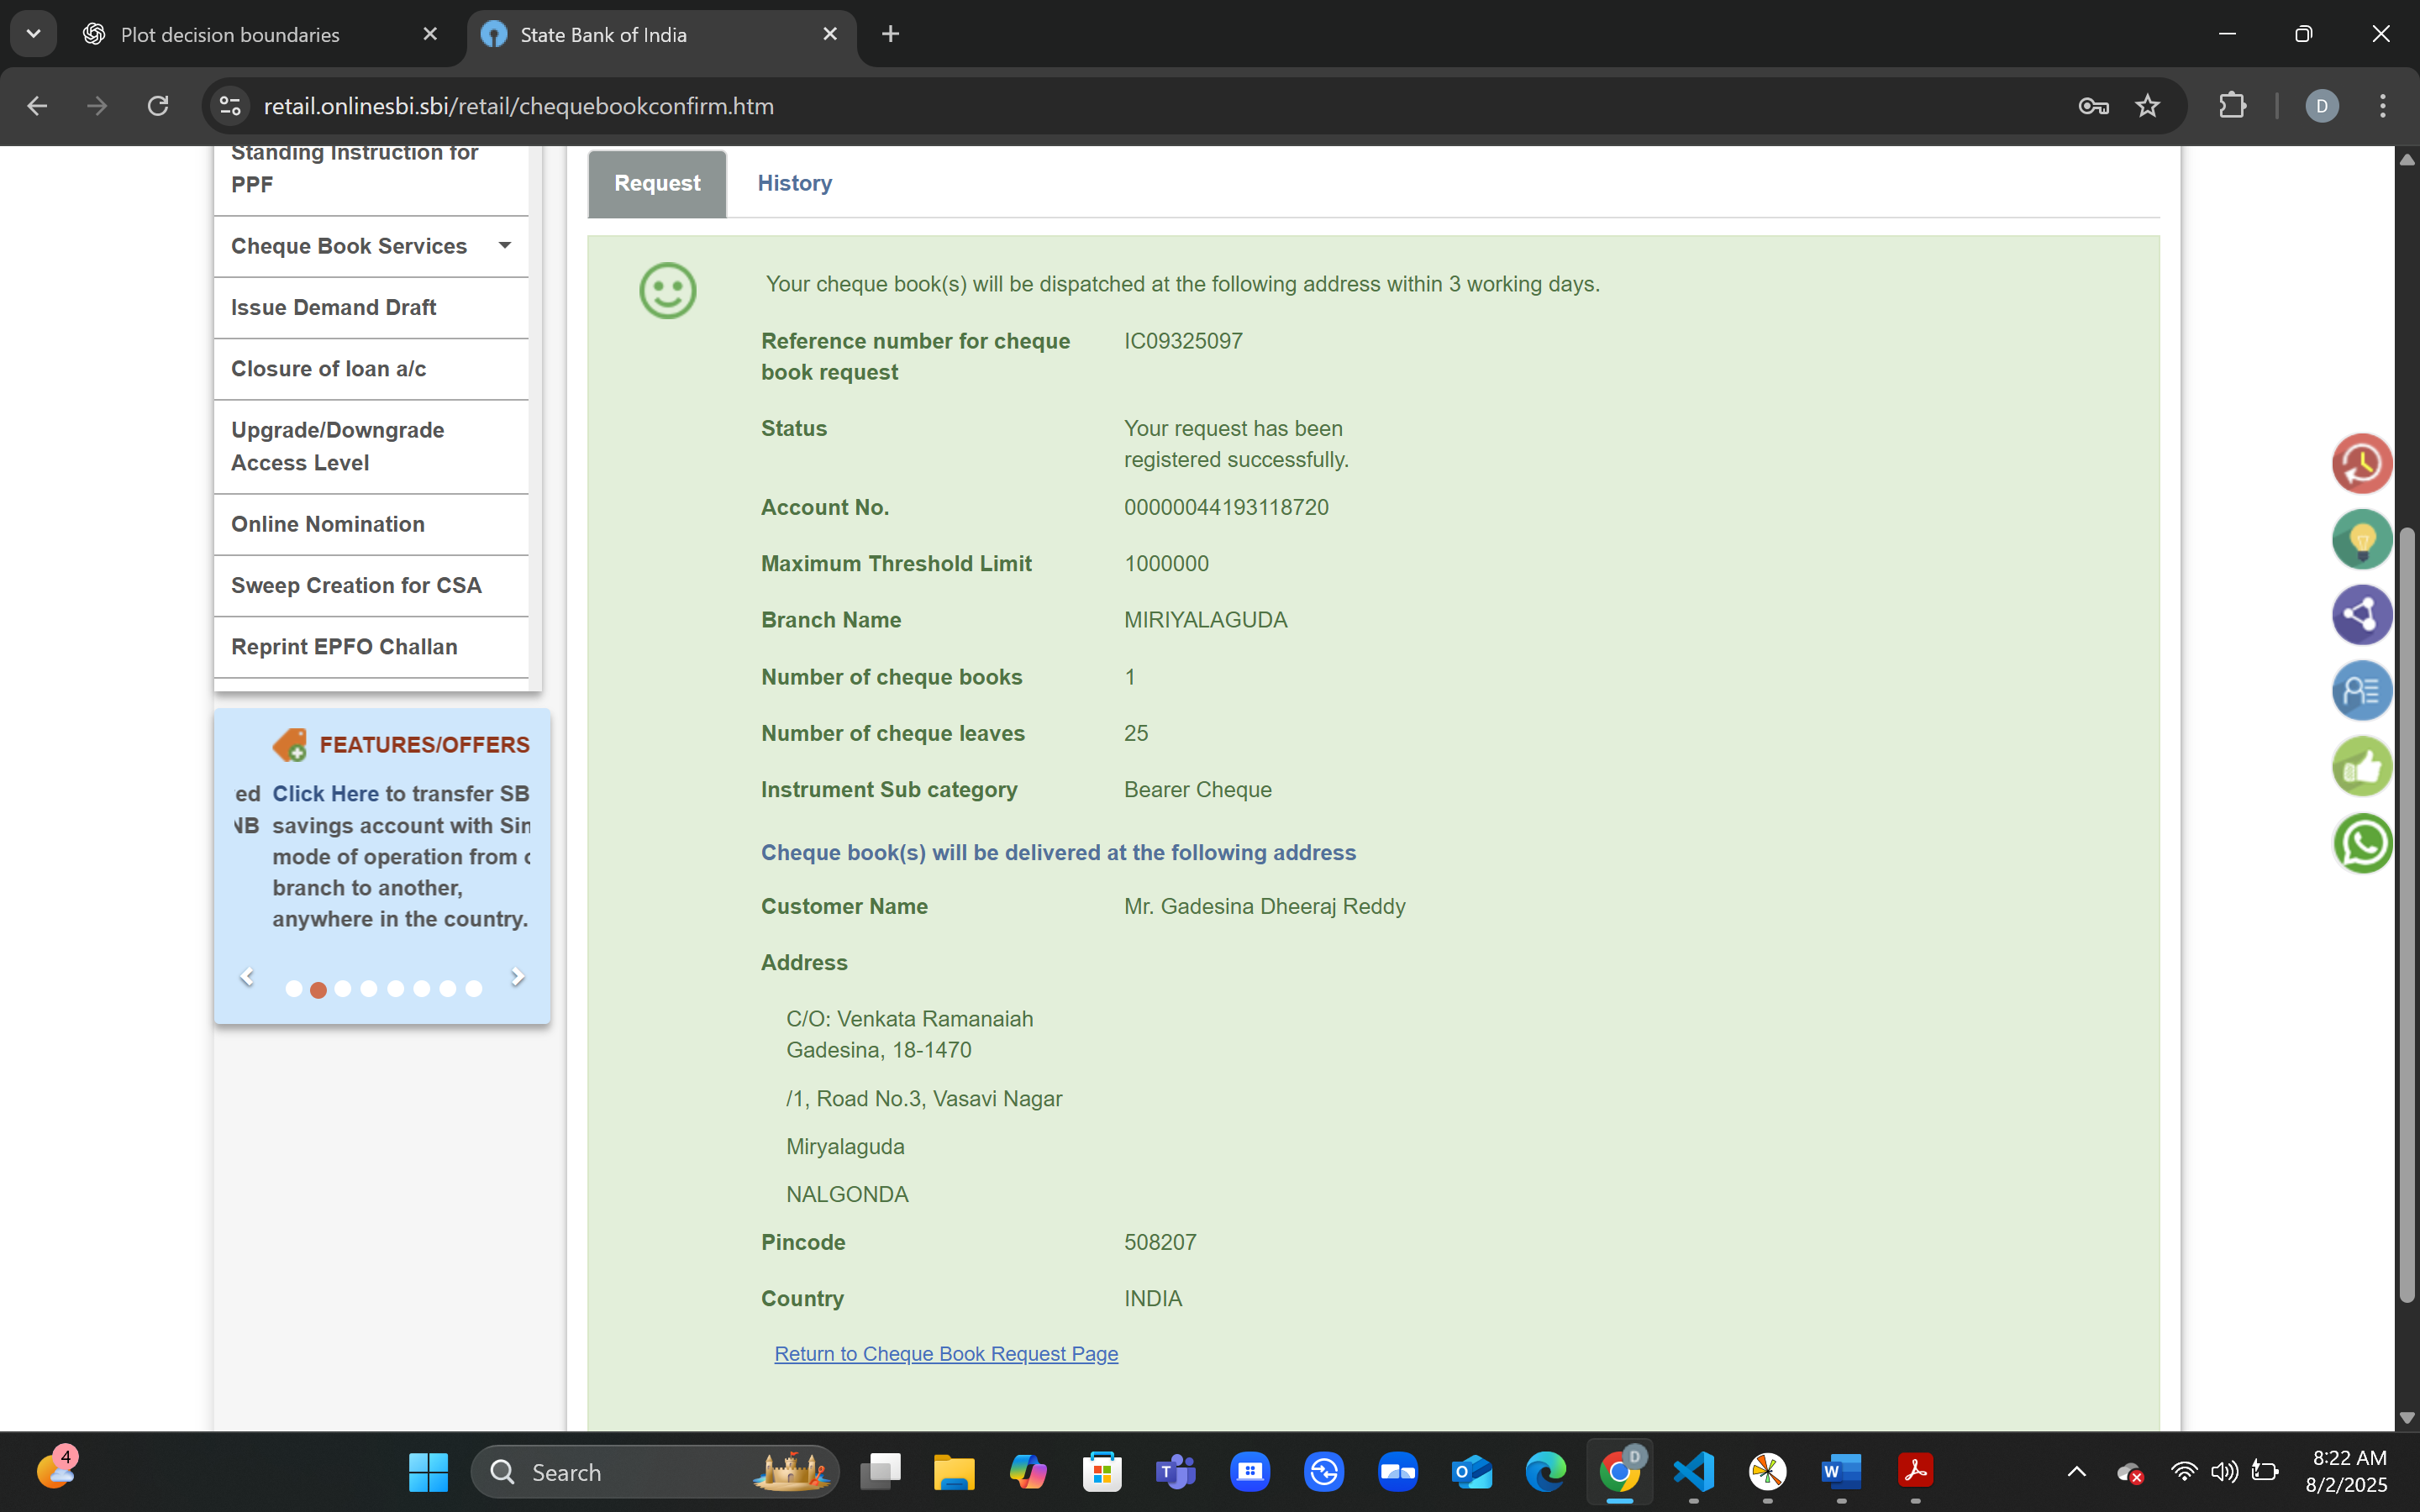 Plot decision boundaries
State Bank of India
retail.onlinesbi.sbi/retail/chequebookconfirm.htm
D
Standing Instruction for
PPF
Cheque Book Services
Issue Demand Draft
Closure of loan a/c
Upgrade/Downgrade
Access Level
Online Nomination
Sweep Creation for CSA
Reprint EPFO Challan
FEATURES/OFFERS
ed Click Here to transfer SB
NB savings account with Sin
mode of operation from
branch to another,
anywhere in the country.
Request History
Your cheque book(s) will be dispatched at the following address within 3 working days.
Reference number for cheque IC09325097
book request
Status Your request has been
registered successfully.
Account No. 00000044193118720
Maximum Threshold Limit 1000000
Branch Name MIRIYALAGUDA
Number of cheque books 1
Number of cheque leaves 25
Instrument Sub category Bearer Cheque
Cheque book(s) will be delivered at the following address
Customer Name Mr. Gadesina Dheeraj Reddy
Address
C/O: Venkata Ramanaiah
Gadesina, 18-1470
/1, Road No.3, Vasavi Nagar
Miryalaguda
NALGONDA
Pincode 508207
Country INDIA
Return to Cheque Book Request Page
4
Search
D
8:22 AM
8/2/2025